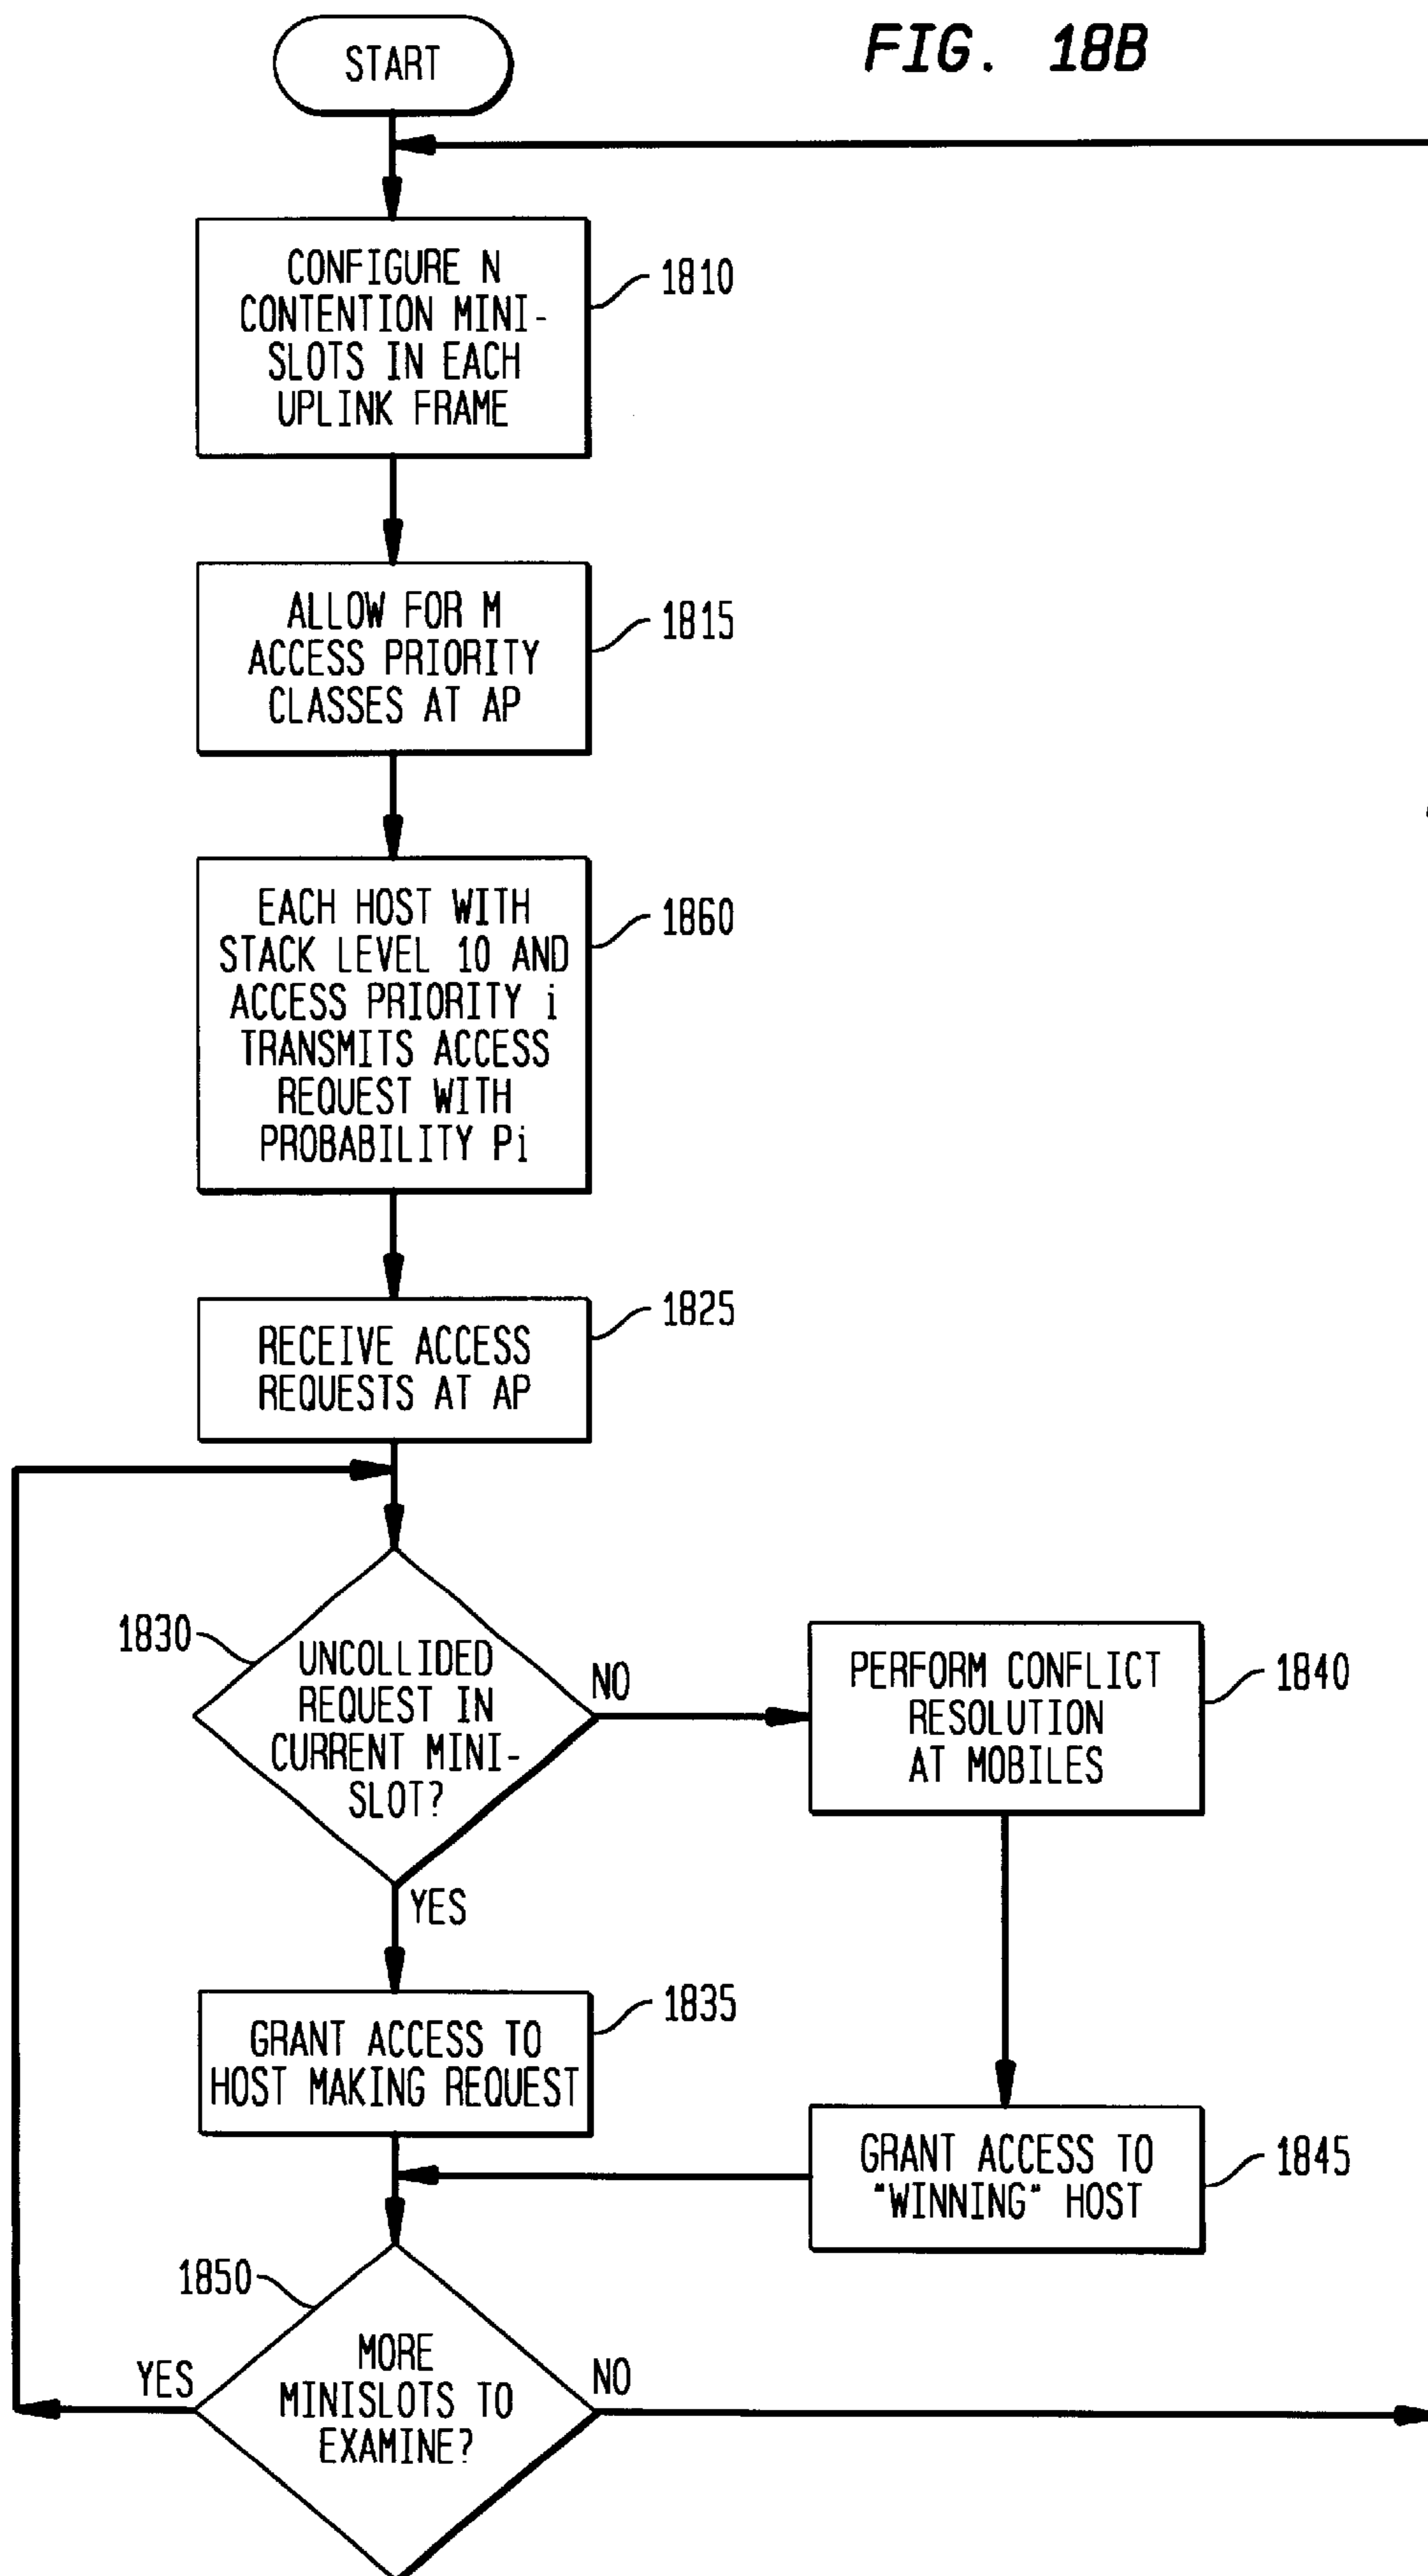 START
FIG. 18B
CONFIGURE N
CONTENTION MINI-
SLOTS IN EACH
UPLINK FRAME
1810
ALLOW FOR M
ACCESS PRIORITY
CLASSES AT AP
1815
EACH HOST WITH
STACK LEVEL 10 AND
ACCESS PRIORITY i
TRANSMITS ACCESS
REQUEST WITH
PROBABILITY Pi
1860
RECEIVE ACCESS
REQUESTS AT AP
1825
1830
UNCOLLIDED
REQUEST IN
CURRENT MINI-
SLOT?
NO
YES
PERFORM CONFLICT
RESOLUTION
AT MOBILES
1840
GRANT ACCESS TO
HOST MAKING REQUEST
1835
GRANT ACCESS TO
"WINNING" HOST
1845
1850
MORE
MINISLOTS TO
EXAMINE?
YES
NO